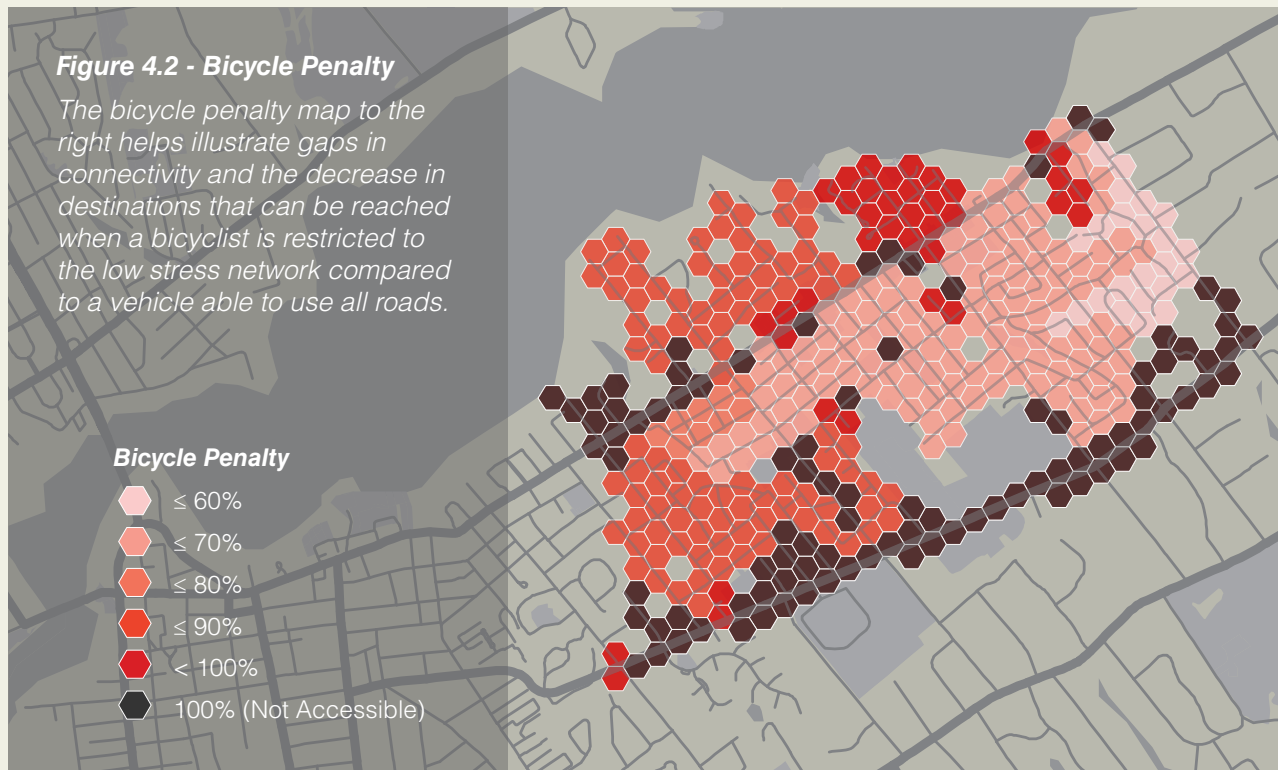 Figure 4.2 - Bicycle Penalty
The bicycle penalty map to the
right helps illustrate gaps in
connectivity and the decrease in
destinations that can be reached
when a bicyclist is restricted to
the low stress network compared
to a vehicle able to use all roads.
Bicycle Penalty
≤ 60%
≤ 70%
≤ 80%
≤ 90%
< 100%
100% (Not Accessible)